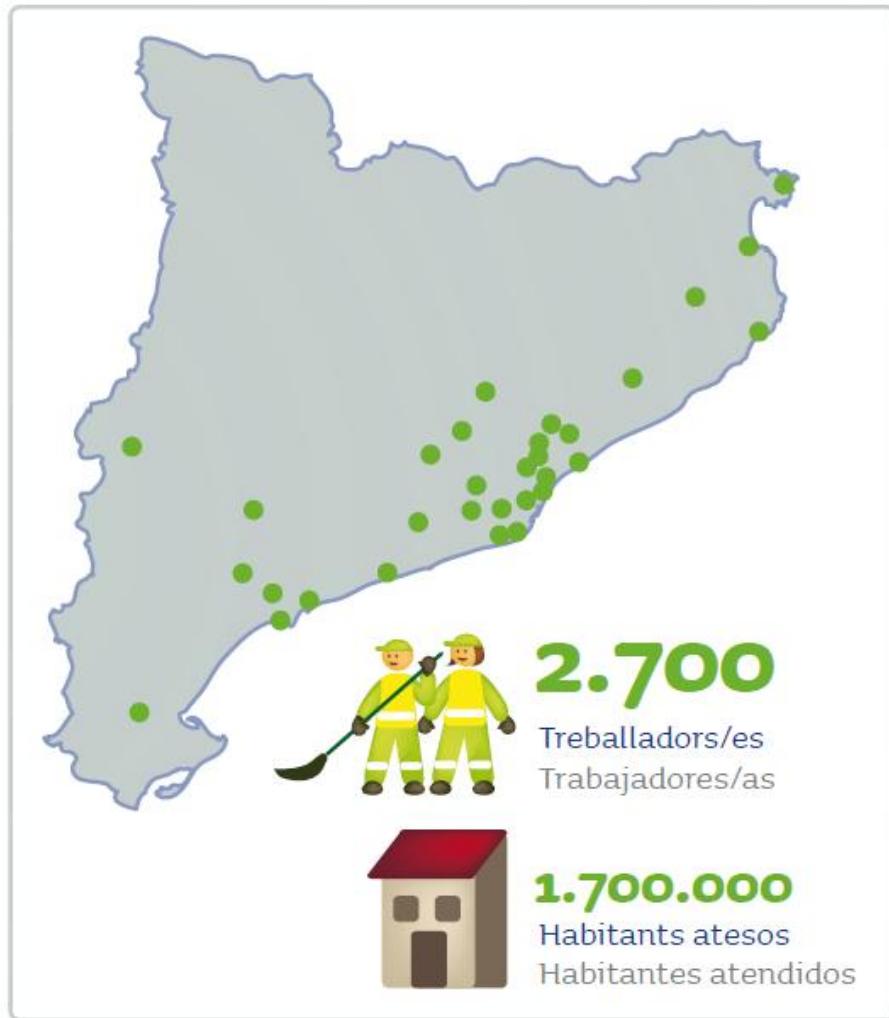 2.700
Treballadors/es
Trabajadores/as
1.700.000
Habitants atesos
Habitantes atendidos